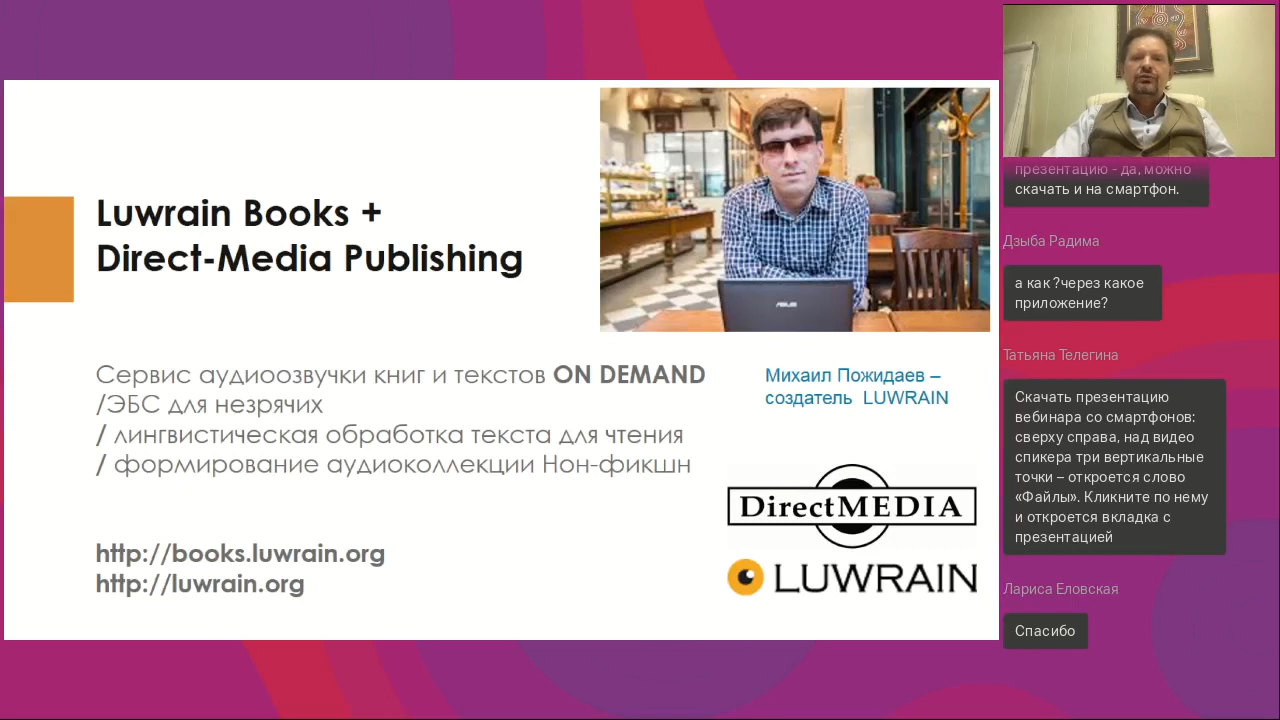 Luwrain Books +
Direct-Media Publishing
Сервис аудиоозвучки книг и текстов ON DEMAND
/ЭБС для незрячих
/ лингвистическая обработка текста для чтения
/ формирование аудиоколлекции Нон-фикшн
http://books.luwrain.org
http://luwrain.org
ASUS
Михаил Пожидаев –
создатель LUWRAIN
DirectMEDIA
LUWRAIN
презентацию - да, можно
скачать и на смартфон.
Дзыба Радима
а как ?через какое
приложение?
Татьяна Телегина
Скачать презентацию
вебинара со смартфонов:
сверху справа, над видео
спикера три вертикальные
точки – откроется слово
«Файлы». Кликните по нему
и откроется вкладка с
презентацией
Лариса Еловская
Спасибо